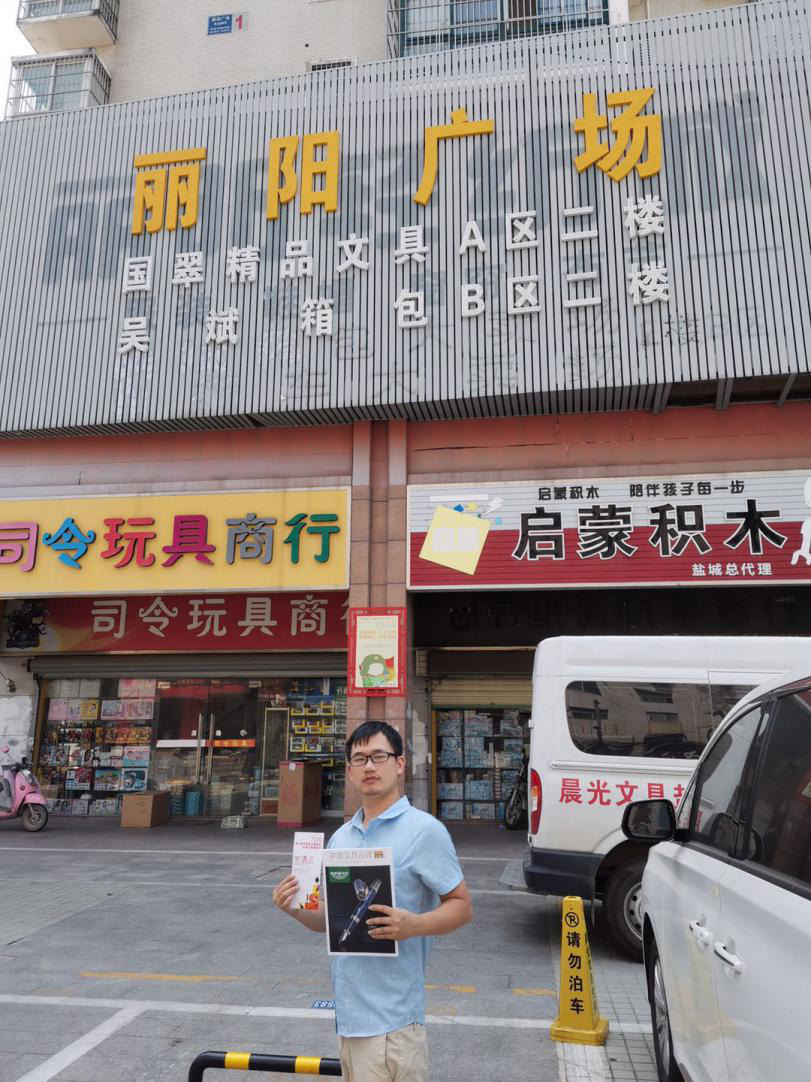 1
丽阳广场
国翠精品文具A区二楼
吴斌箱包B区二楼
启蒙积木 陪伴孩子每一步
司令玩具商行
启蒙积木
盐城总代理
司令玩具商行
晨光文具
中国文具品牌
请勿泊车